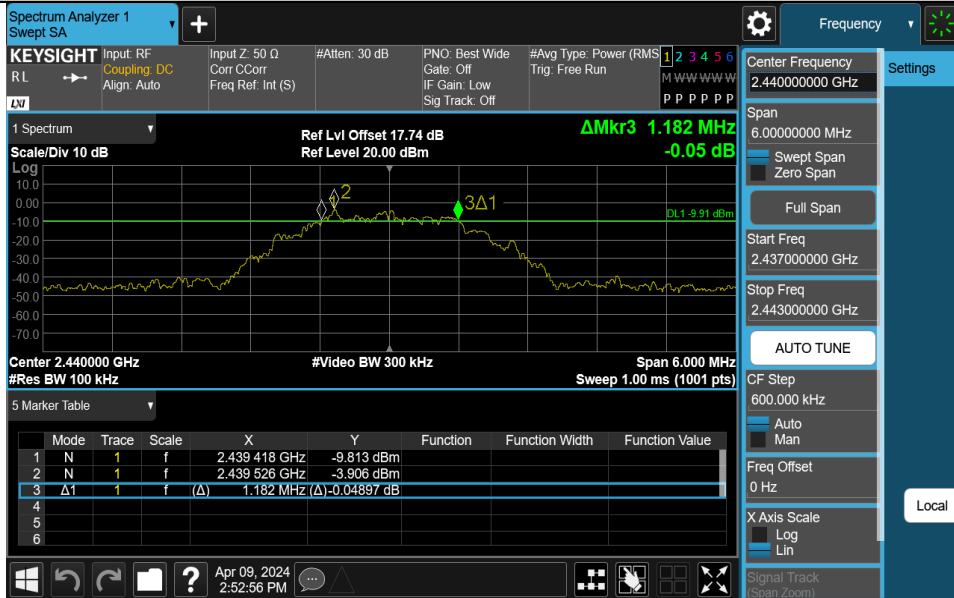 Spectrum Analyzer 1
Swept SA
Frequency
KEYSIGHT
RL
LXI
Input: RF
Coupling: DC
Align: Auto
Input Z: 50 Ω
Corr CCorr
Freq Ref: Int (S)
#Atten: 30 dB
PNO: Best Wide
Gate: Off
IF Gain: Low
Sig Track: Off
#Avg Type: Power (RMS
Trig: Free Run
1 2 3 4 5 6
M W W W W W
P P P P P P
1 Spectrum
Scale/Div 10 dB
Ref Lvl Offset 17.74 dB
Ref Level 20.00 dBm
ΔMkr3 1.182 MHz
-0.05 dB
Log
10.0
0.00
-10.0
-20.0
-30.0
-40.0
-50.0
-60.0
-70.0
1
2
3Δ1
DL1 -9.91 dBm
Center 2.440000 GHz
#Video BW 300 kHz
Span 6.000 MHz
#Res BW 100 kHz
Sweep 1.00 ms (1001 pts)
5 Marker Table
Mode Trace Scale X Y Function Function Width Function Value
1 N 1 f 2.439 418 GHz -9.813 dBm
2 N 1 f 2.439 526 GHz -3.906 dBm
3 Δ1 1 f (Δ) 1.182 MHz (Δ)-0.04897 dB
4
5
6
Apr 09, 2024
2:52:56 PM
Center Frequency
2.440000000 GHz
Span
6.00000000 MHz
Swept Span
Zero Span
Full Span
Start Freq
2.437000000 GHz
Stop Freq
2.443000000 GHz
AUTO TUNE
CF Step
600.000 kHz
Auto
Man
Freq Offset
0 Hz
X Axis Scale
Log
Lin
Signal Track
(Span Zoom)
Settings
Local